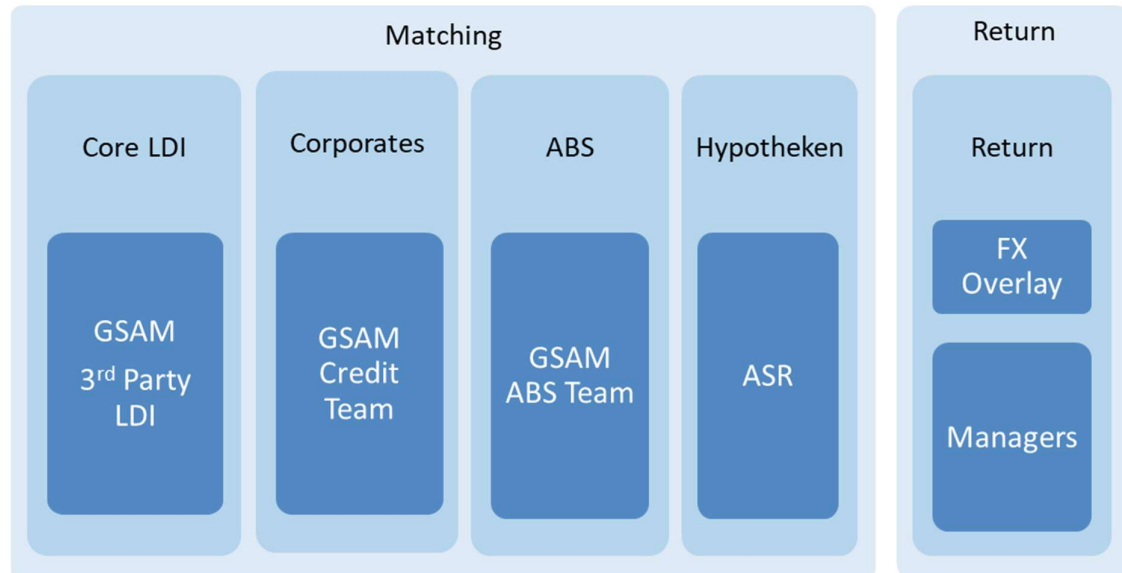 Matching
Return
Core LDI
Corporates
ABS
Hypotheken
Return
GSAM
3rd Party
LDI
GSAM
Credit
Team
GSAM
ABS Team
ASR
FX
Overlay
Managers